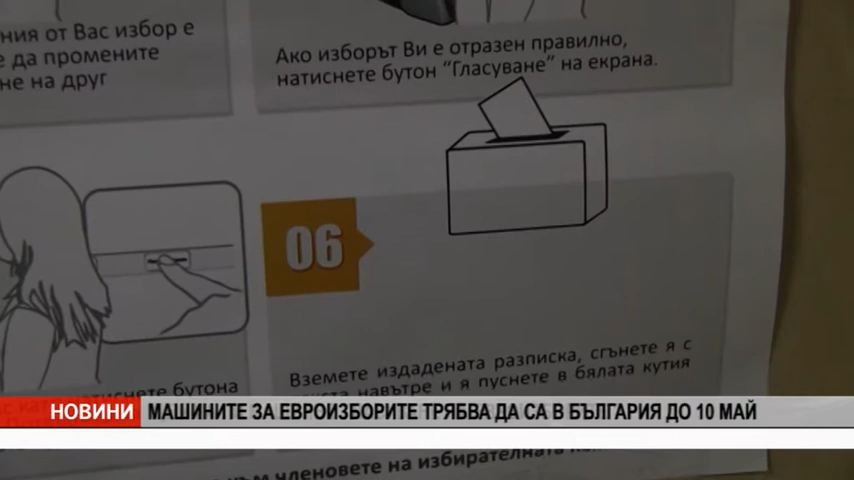 ния от Вас избор е
е да промените
не на друг
Ако изборът Ви е отразен правилно,
натиснете бутон “Гласуване” на екрана.
06
Вземете издадената разписка, сгънете я с
навътре и я пуснете в бялата кутия
бутона
НОВИНИ
МАШИНИТЕ ЗА ЕВРОИЗБОРИТЕ ТРЯБВА ДА СА В БЪЛГАРИЯ ДО 10 МАЙ
членовете на избирателната